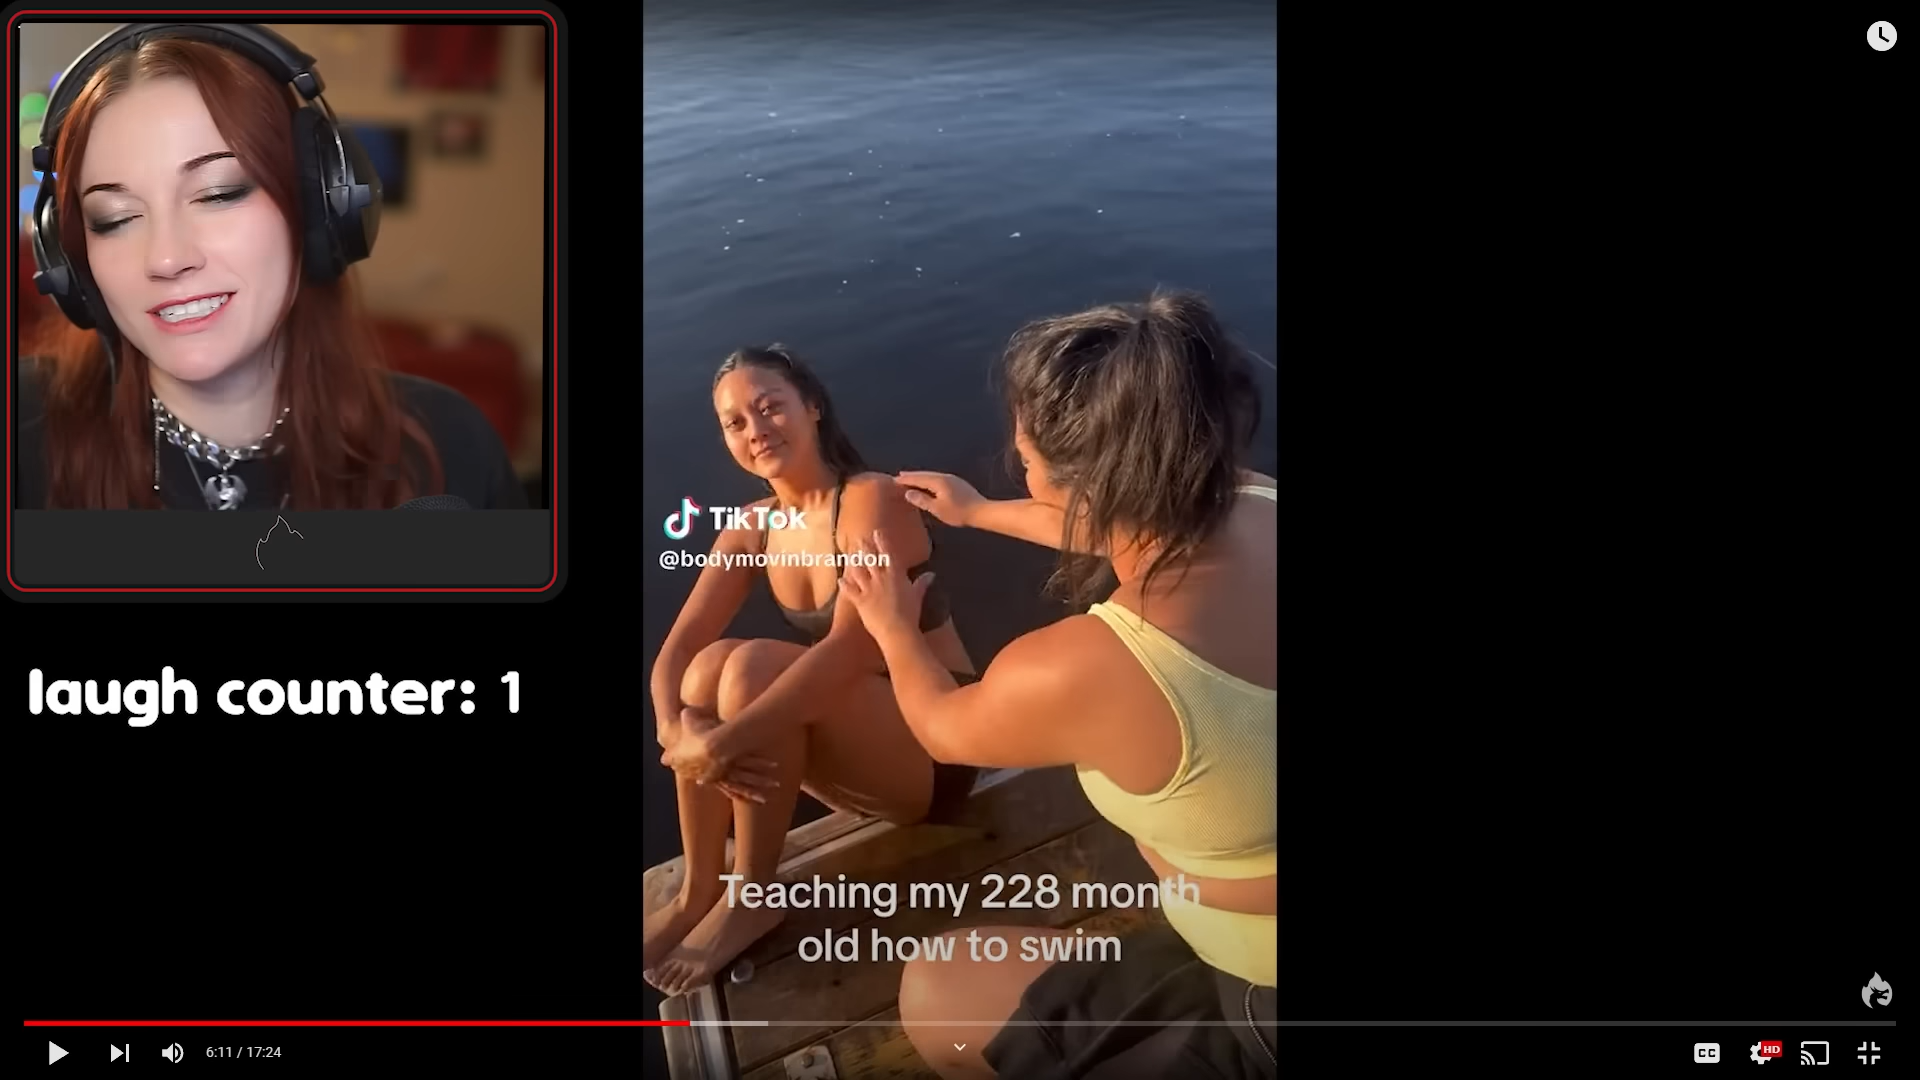 TikTok
@bodymovinbrandon
laugh counter: 1
Teaching my 228 month
old how to swim
6:11 / 17:24
CC
HD